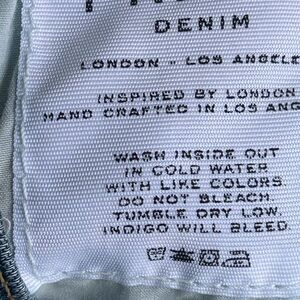 DENIM
LONDON - LOS ANGELE
INSPIRED BY LONDON
HAND CRAFTED IN LOS ANG
WASH INSIDE OUT
IN COLD WATER
WITH LIKE COLORS.
DO NOT BLEACH.
TUMBLE DRY LOW.
INDIGO WILL BLEED.